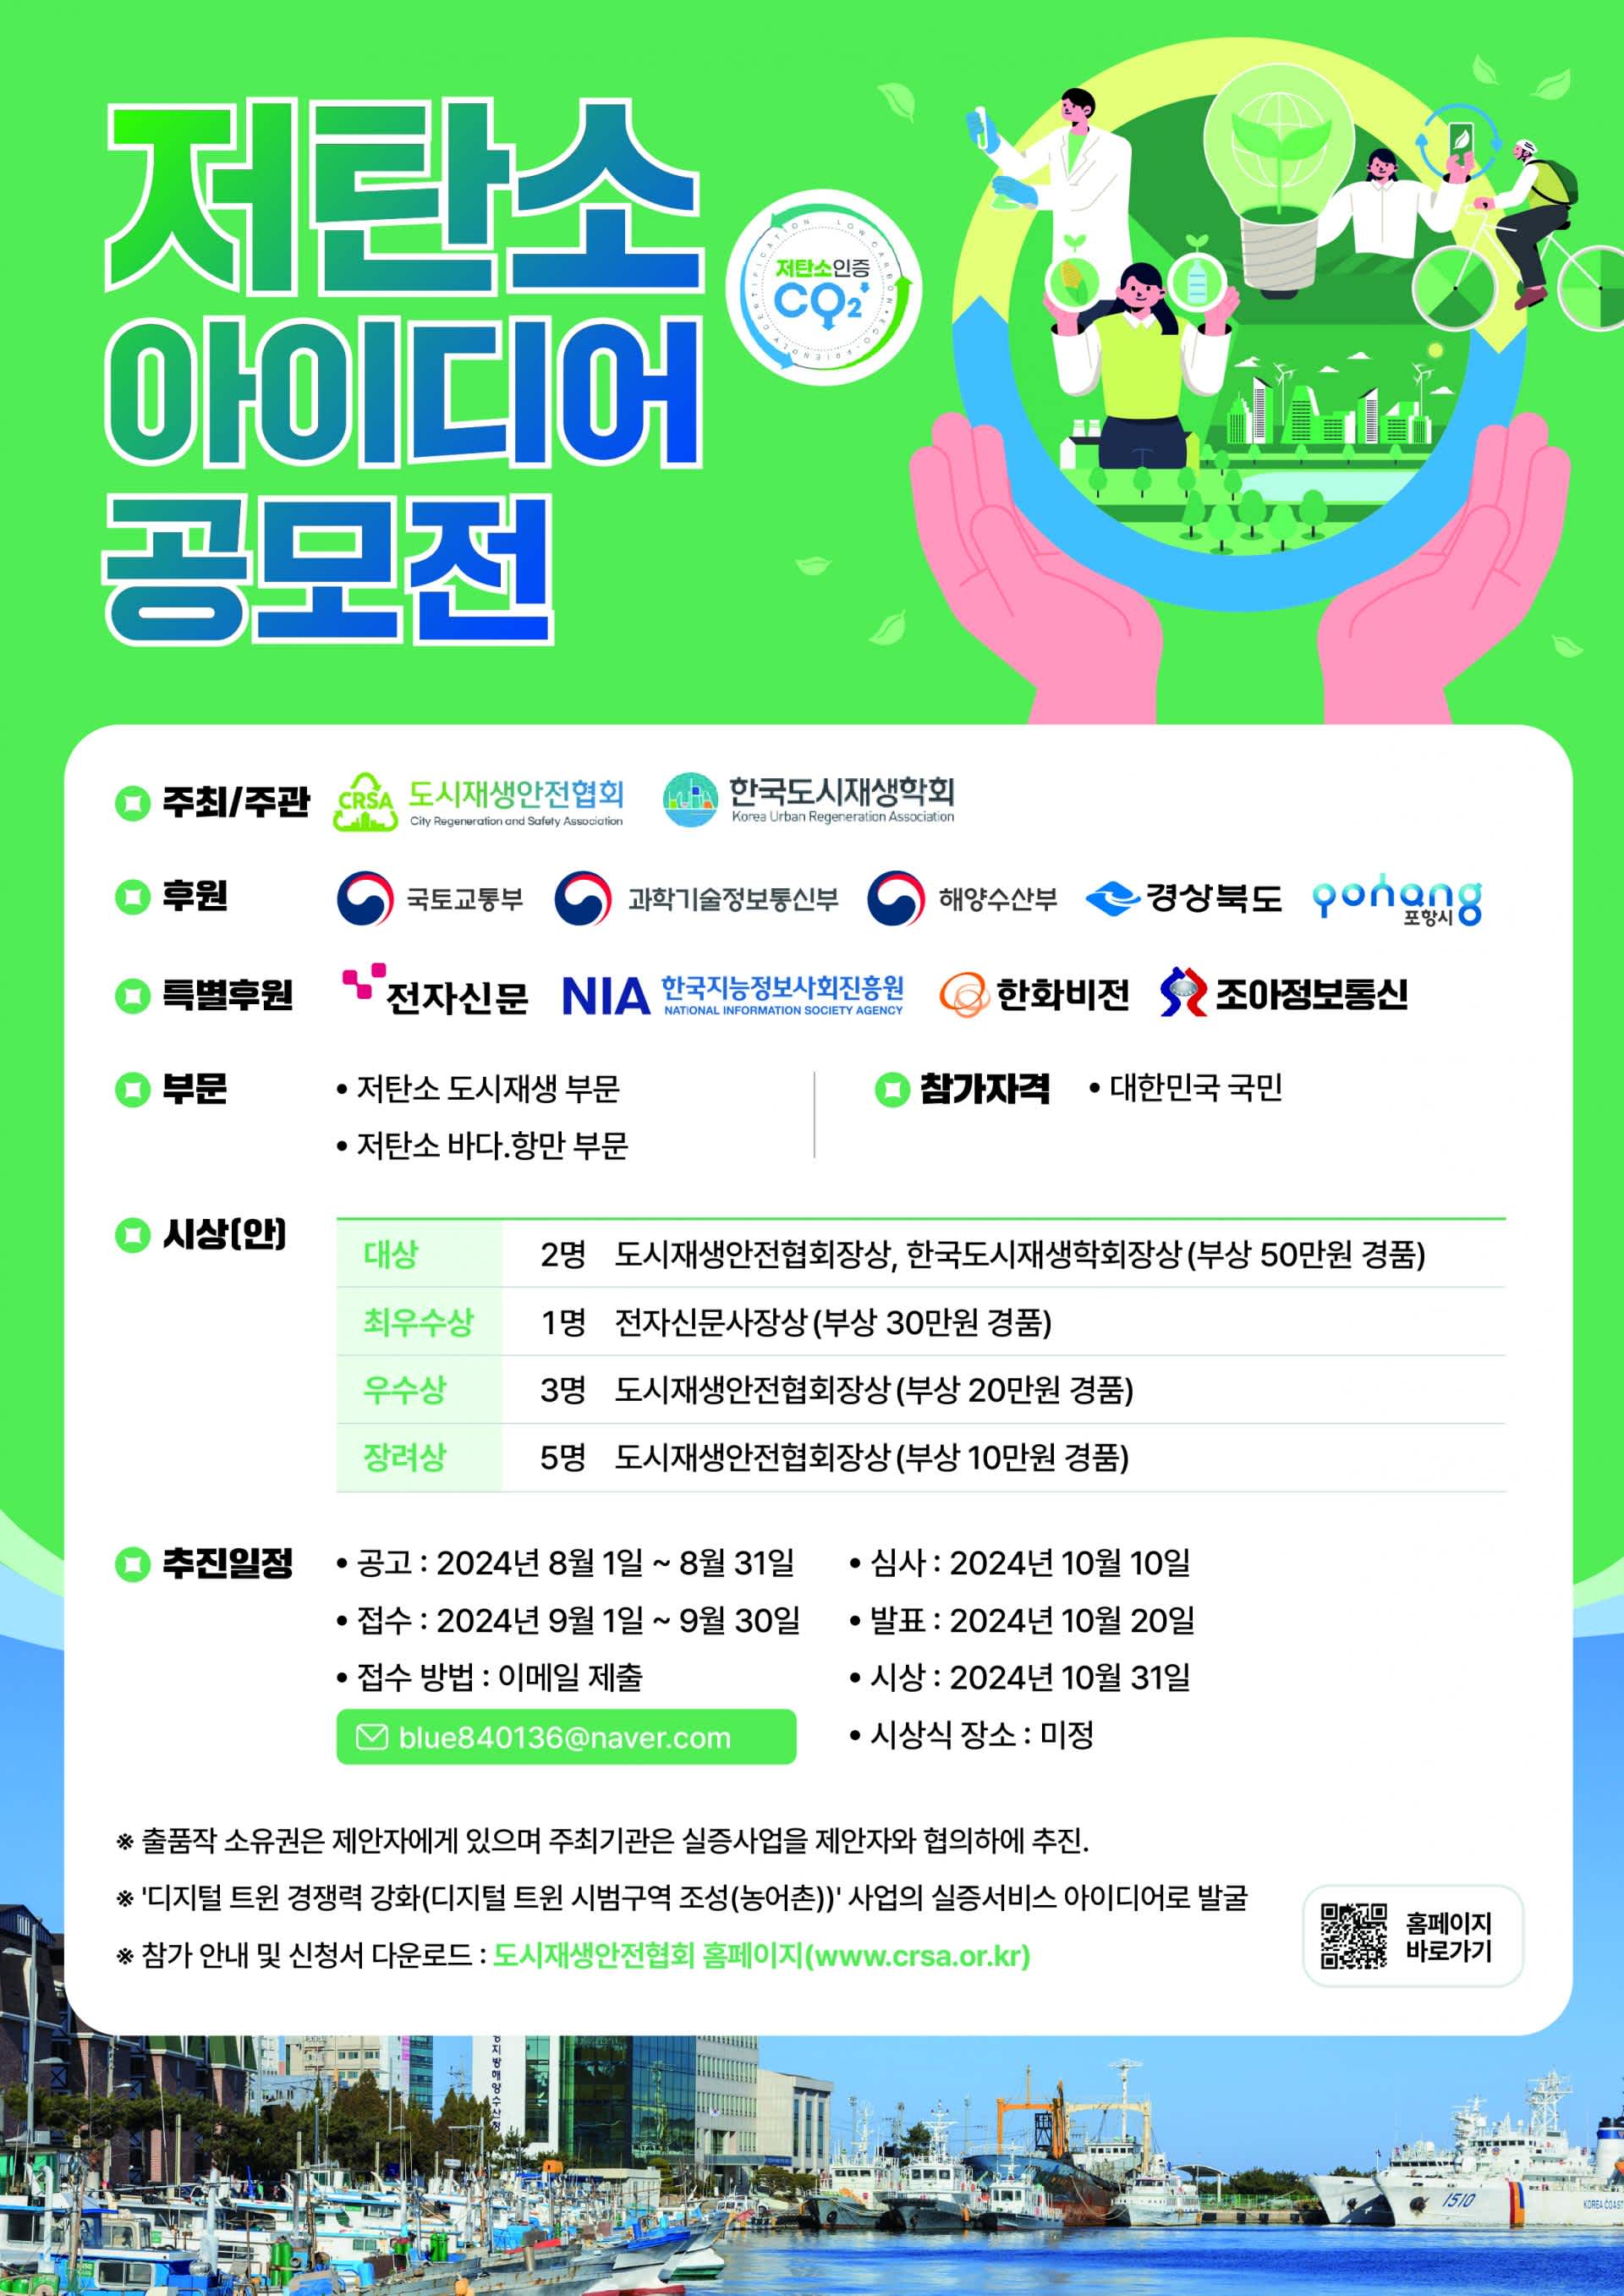 저탄소
아이디어
공모전
LOW CARBON • ECO-FRIENDLY CERTIFICATION
저탄소인증
CO2
주최/주관
CRSA 도시재생안전협회
City Regeneration and Safety Association
한국도시재생학회
Korea Urban Regeneration Association
후원
국토교통부 과학기술정보통신부 해양수산부 경상북도 pohang
포항시
특별후원
전자신문 NIA 한국지능정보사회진흥원
NATIONAL INFORMATION SOCIETY AGENCY
한화비전 조아정보통신
부문
• 저탄소 도시재생 부문
• 저탄소 바다.항만 부문
참가자격 • 대한민국 국민
시상(안)
대상 2명 도시재생안전협회장상, 한국도시재생학회장상 (부상 50만원 경품)
최우수상 1명 전자신문사장상 (부상 30만원 경품)
우수상 3명 도시재생안전협회장상 (부상 20만원 경품)
장려상 5명 도시재생안전협회장상 (부상 10만원 경품)
추진일정
• 공고 : 2024년 8월 1일 ~ 8월 31일
• 접수 : 2024년 9월 1일 ~ 9월 30일
• 접수 방법 : 이메일 제출
blue840136@naver.com
• 심사 : 2024년 10월 10일
• 발표 : 2024년 10월 20일
• 시상 : 2024년 10월 31일
• 시상식 장소 : 미정
※ 출품작 소유권은 제안자에게 있으며 주최기관은 실증사업을 제안자와 협의하에 추진.
※ '디지털 트윈 경쟁력 강화(디지털 트윈 시범구역 조성(농어촌))' 사업의 실증서비스 아이디어로 발굴
※ 참가 안내 및 신청서 다운로드 : 도시재생안전협회 홈페이지(www.crsa.or.kr)
홈페이지
바로가기
지방해양수산청
1510
KOREA COAST